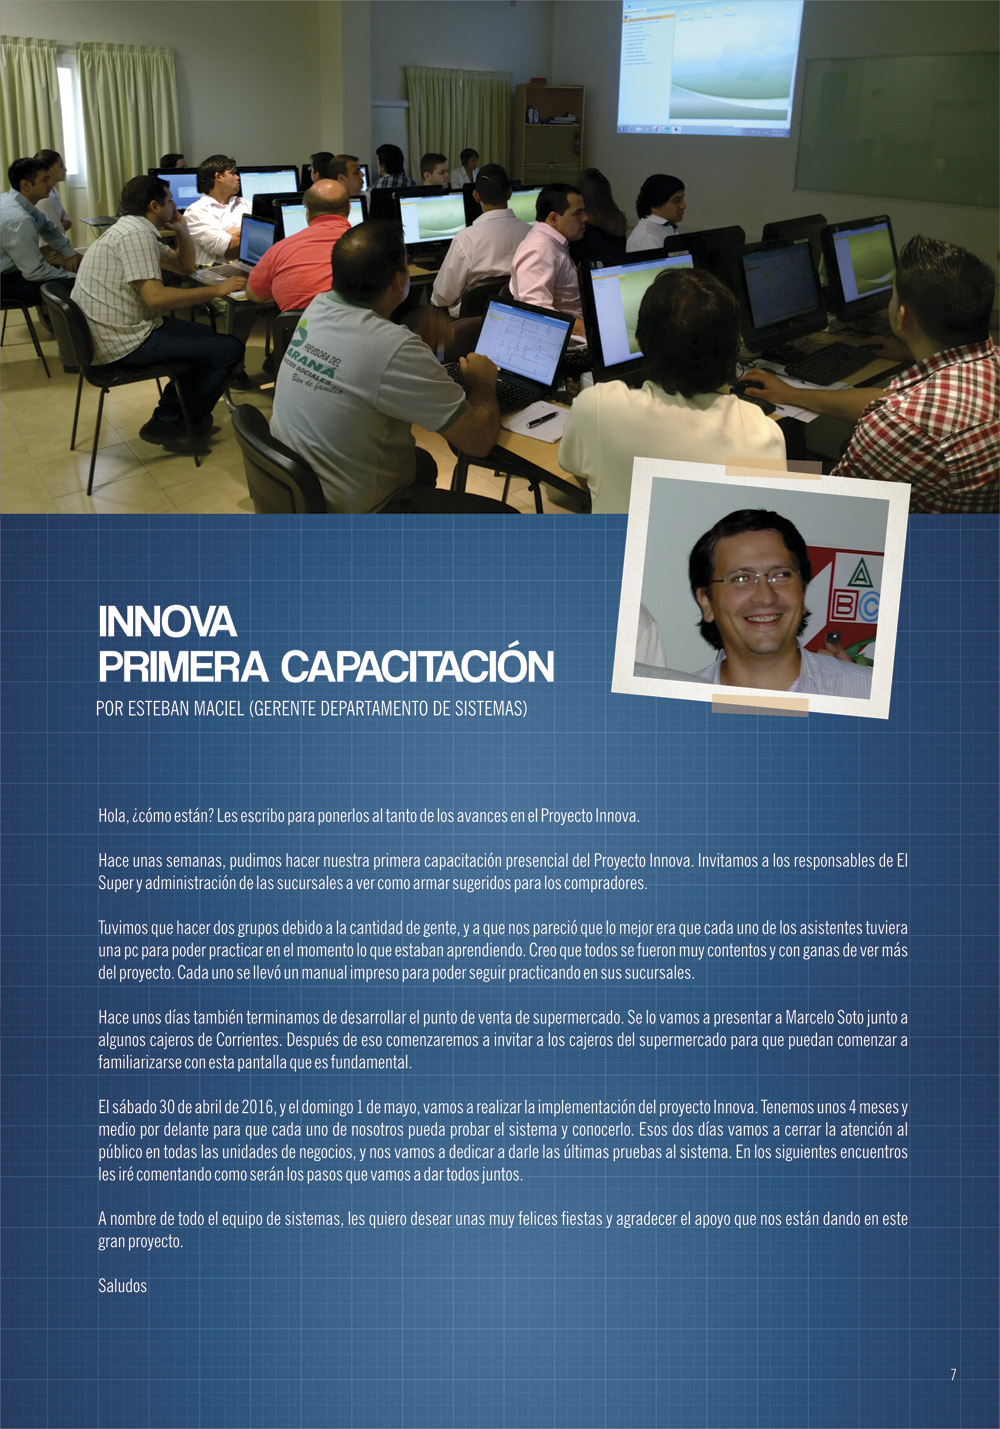 PREVISORA DEL
PARANÁ
SERVICIOS SOCIALES
Bien de familia
A
B C
INNOVA
PRIMERA CAPACITACIÓN
POR ESTEBAN MACIEL (GERENTE DEPARTAMENTO DE SISTEMAS)
Hola, ¿cómo están? Les escribo para ponerlos al tanto de los avances en el Proyecto Innova.
Hace unas semanas, pudimos hacer nuestra primera capacitación presencial del Proyecto Innova. Invitamos a los responsables de El
Super y administración de las sucursales a ver como armar sugeridos para los compradores.
Tuvimos que hacer dos grupos debido a la cantidad de gente, y a que nos pareció que lo mejor era que cada uno de los asistentes tuviera
una pc para poder practicar en el momento lo que estaban aprendiendo. Creo que todos se fueron muy contentos y con ganas de ver más
del proyecto. Cada uno se llevó un manual impreso para poder seguir practicando en sus sucursales.
Hace unos días también terminamos de desarrollar el punto de venta de supermercado. Se lo vamos a presentar a Marcelo Soto junto a
algunos cajeros de Corrientes. Después de eso comenzaremos a invitar a los cajeros del supermercado para que puedan comenzar a
familiarizarse con esta pantalla que es fundamental.
El sábado 30 de abril de 2016, y el domingo 1 de mayo, vamos a realizar la implementación del proyecto Innova. Tenemos unos 4 meses y
medio por delante para que cada uno de nosotros pueda probar el sistema y conocerlo. Esos dos días vamos a cerrar la atención al
público en todas las unidades de negocios, y nos vamos a dedicar a darle las últimas pruebas al sistema. En los siguientes encuentros
les iré comentando como serán los pasos que vamos a dar todos juntos.
A nombre de todo el equipo de sistemas, les quiero desear unas muy felices fiestas y agradecer el apoyo que nos están dando en este
gran proyecto.
Saludos
7